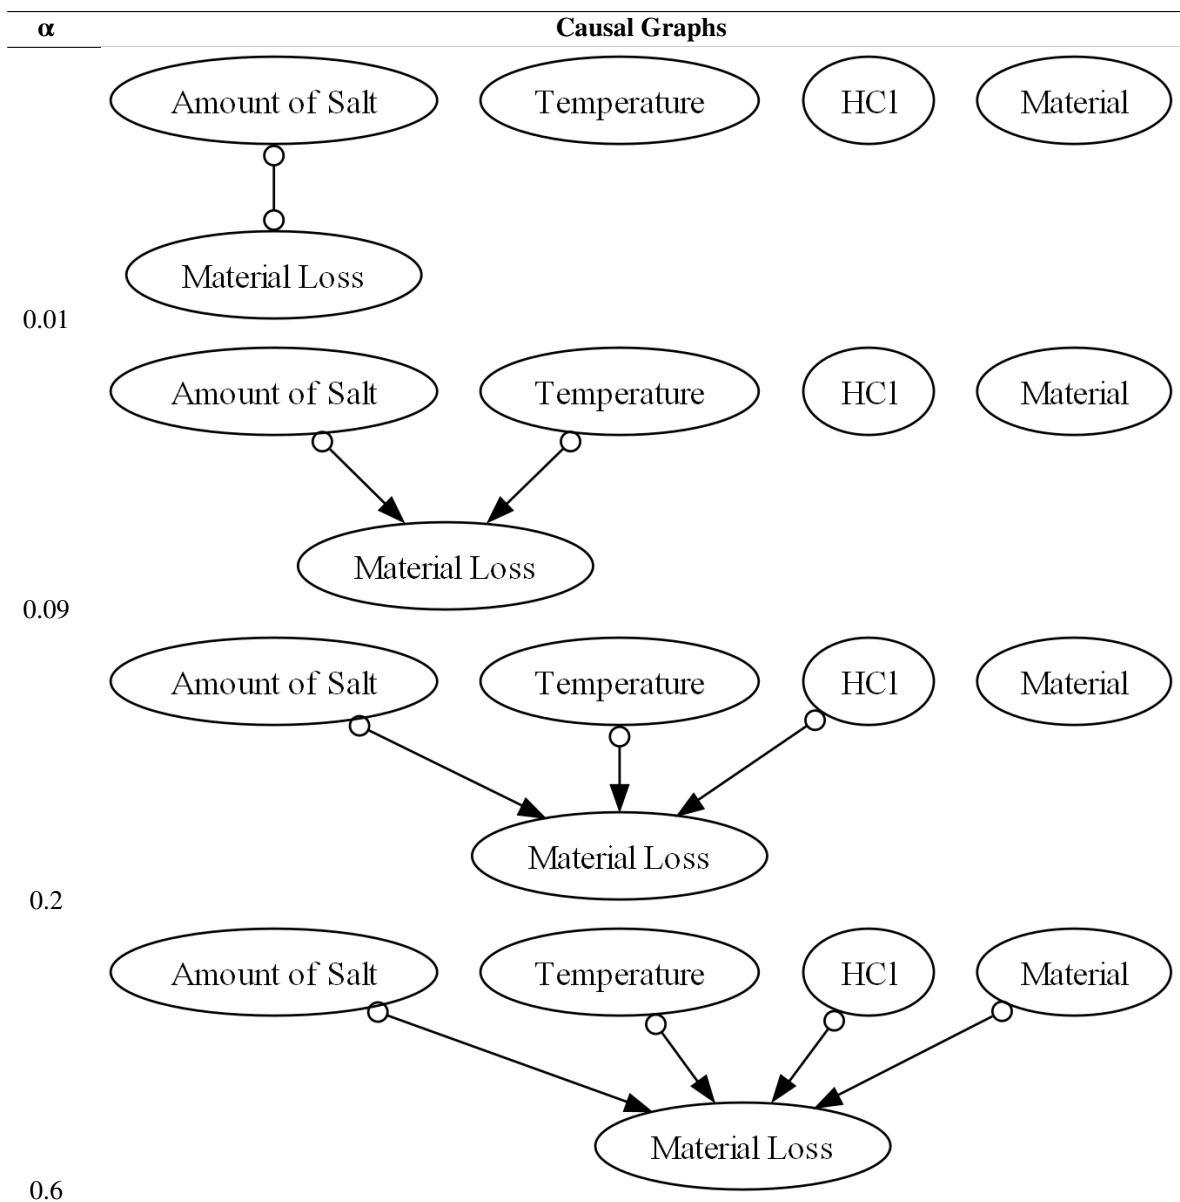 α Causal Graphs
Amount of Salt Temperature HCl Material
Material Loss
0.01
Amount of Salt Temperature HCl Material
Material Loss
0.09
Amount of Salt Temperature HCl Material
Material Loss
0.2
Amount of Salt Temperature HCl Material
Material Loss
0.6